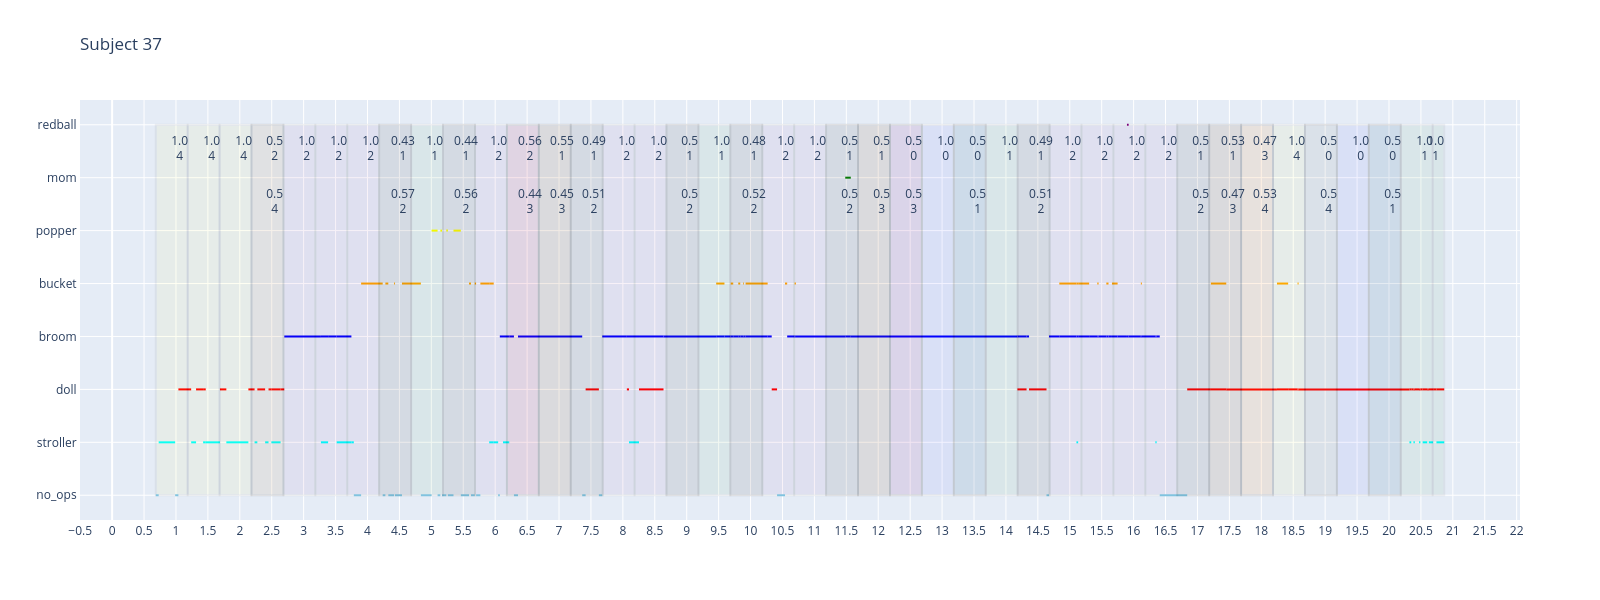 Subject 37
redball
1.0 1.0 1.0 0.5 1.0 1.0 1.0 0.43 1.0 0.44 1.0 0.56 0.55 0.49 1.0 1.0 0.5 1.0 0.48 1.0 1.0 0.5 0.5 0.5 1.0 0.5 1.0 0.49 1.0 1.0 1.0 1.0 0.5 0.53 0.47 1.0 0.5 1.0 0.5 1.0 1.0
4 4 4 2 2 2 2 1 1 1 2 2 1 1 2 2 1 1 1 2 2 1 1 0 0 0 1 1 2 2 2 2 1 1 3 4 0 0 0 1 1
mom
0.5 0.57 0.56 0.44 0.45 0.51 0.5 0.52 0.5 0.5 0.5 0.5 0.51 0.5 0.47 0.53 0.5 0.5
4 2 2 3 3 2 2 2 2 3 3 1 2 2 3 4 4 1
popper
bucket
broom
doll
stroller
no_ops
−0.5 0 0.5 1 1.5 2 2.5 3 3.5 4 4.5 5 5.5 6 6.5 7 7.5 8 8.5 9 9.5 10 10.5 11 11.5 12 12.5 13 13.5 14 14.5 15 15.5 16 16.5 17 17.5 18 18.5 19 19.5 20 20.5 21 21.5 22